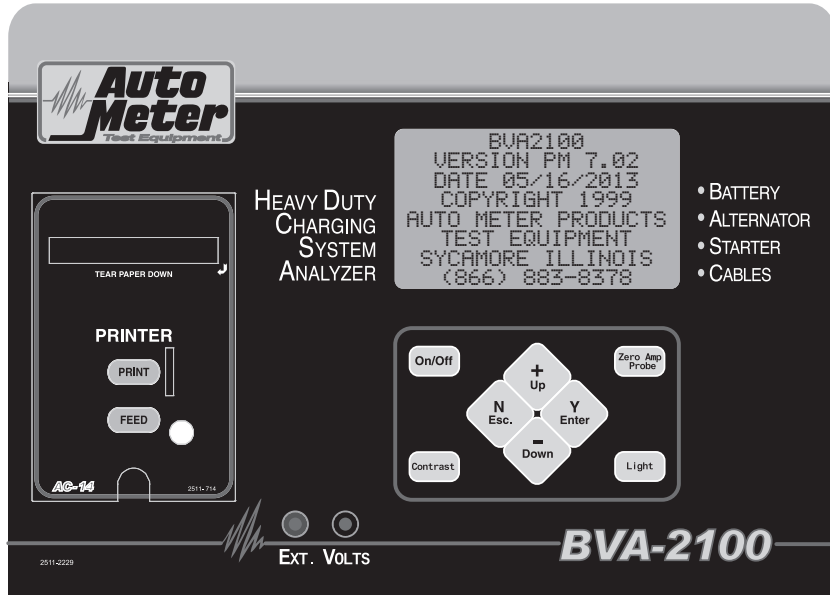 Auto
Meter
Test Equipment
HEAVY DUTY
CHARGING
SYSTEM
ANALYZER
BVA2100
VERSION PM 7.02
DATE 05/16/2013
COPYRIGHT 1999
AUTO METER PRODUCTS
TEST EQUIPMENT
SYCAMORE ILLINOIS
(866) 883-8378
BATTERY
ALTERNATOR
STARTER
CABLES
TEAR PAPER DOWN
PRINTER
PRINT
FEED
AC-14
2511-714
On/Off
+
Up
Zero Amp
Probe
N
Esc.
Y
Enter
-
Down
Contrast
Light
EXT. VOLTS
BVA-2100
2511-2229